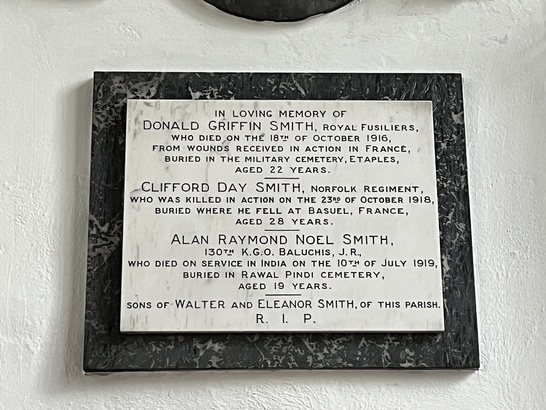 IN LOVING MEMORY OF
DONALD GRIFFIN SMITH, ROYAL FUSILIERS,
WHO DIED ON THE 18TH OF OCTOBER 1916,
FROM WOUNDS RECEIVED IN ACTION IN FRANCE,
BURIED IN THE MILITARY CEMETERY, ETAPLES,
AGED 22 YEARS.
CLIFFORD DAY SMITH, NORFOLK REGIMENT,
WHO WAS KILLED IN ACTION ON THE 23RD OF OCTOBER 1918,
BURIED WHERE HE FELL AT BASUEL, FRANCE,
AGED 28 YEARS.
ALAN RAYMOND NOEL SMITH,
130TH K.G.O. BALUCHIS, J.R.,
WHO DIED ON SERVICE IN INDIA ON THE 10TH OF JULY 1919,
BURIED IN RAWAL PINDI CEMETERY,
AGED 19 YEARS.
SONS OF WALTER AND ELEANOR SMITH, OF THIS PARISH.
R. I. P.